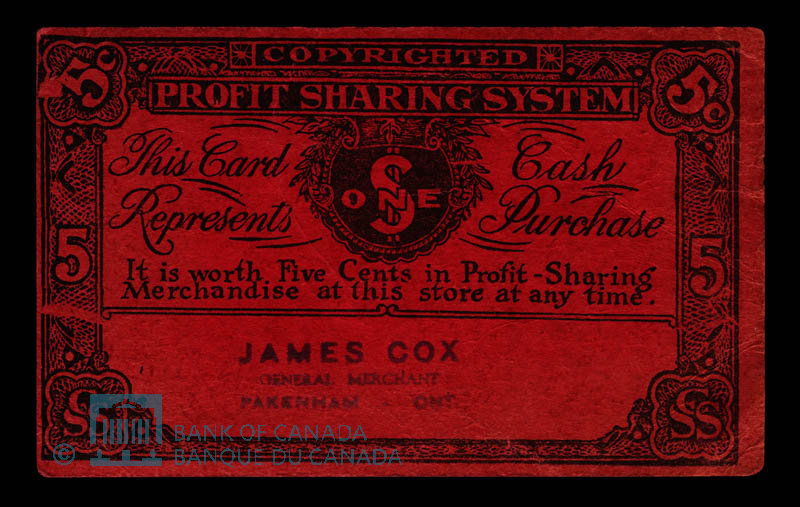 COPYRIGHTED
5c PROFIT SHARING SYSTEM 5c
This Card ONE Cash
Represents $ Purchase
5 5
It is worth Five Cents in Profit-Sharing
Merchandise at this store at any time.
JAMES COX
GENERAL MERCHANT
PAKENHAM - ONT.
SS SS
© BANK OF CANADA
BANQUE DU CANADA